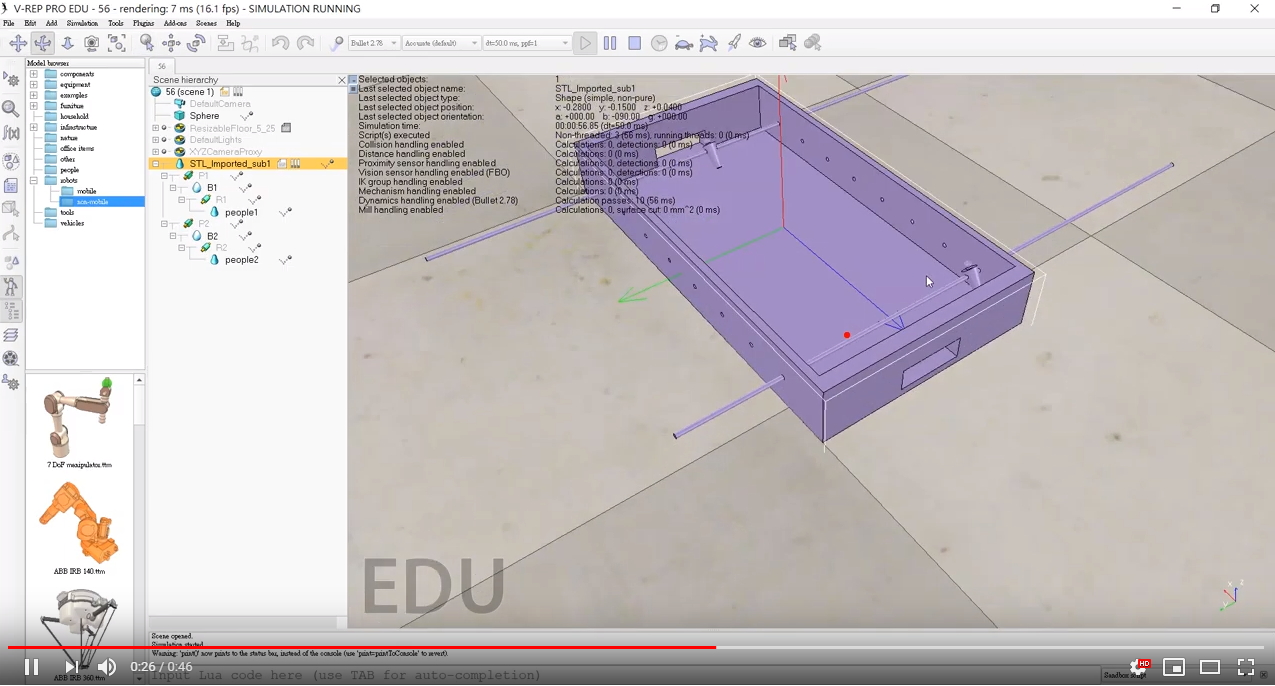 V-REP PRO EDU - 56 - rendering: 7 ms (16.1 fps) - SIMULATION RUNNING
File Edit Add Simulation Tools Plugins Add-ons Scenes Help
Bullet 2.78 Accurate (default) dt=50.0 ms, ppf=1
Model browser
components
equipment
examples
furniture
household
infrastructure
nature
office items
other
people
robots
mobile
non-mobile
tools
vehicles
7 DoF manipulator.ttm
ABB IRB 140.ttm
ABB IRB 360.ttm
56
Scene hierarchy
56 (scene 1)
DefaultCamera
Sphere
ResizableFloor_5_25
DefaultLights
XYZCameraProxy
STL_Imported_sub1
P1
B1
R1
people1
P2
B2
R2
people2
Selected objects: 1
Last selected object name: STL_Imported_sub1
Last selected object type: Shape (simple, non-pure)
Last selected object position: x: -0.2800 y: -0.1500 z: +0.0400
Last selected object orientation: a: +000.00 b: -090.00 g: +000.00
Simulation time: 00:00:56.85 (dt=50.0 ms)
Script(s) executed Non-threaded: 3 (56 ms), running threads: 0 (0 ms)
Collision handling enabled Calculations: 0, detections: 0 (0 ms)
Distance handling enabled Calculations: 0 (0 ms)
Proximity sensor handling enabled Calculations: 0, detections: 0 (0 ms)
Vision sensor handling enabled (FBO) Calculations: 0, detections: 0 (0 ms)
IK group handling enabled Calculations: 0 (0 ms)
Mechanism handling enabled Calculations: 0 (0 ms)
Dynamics handling enabled (Bullet 2.78) Calculation passes: 10 (56 ms)
Mill handling enabled Calculations: 0, surface cut: 0 mm^2 (0 ms)
EDU
x z
Scene opened.
Simulation started.
Warning: 'print()' now prints to the status bar, instead of the console (use 'print=printToConsole' to revert).
Input Lua code here (use TAB for auto-completion)
Sandbox script
0:26 / 0:46
HD